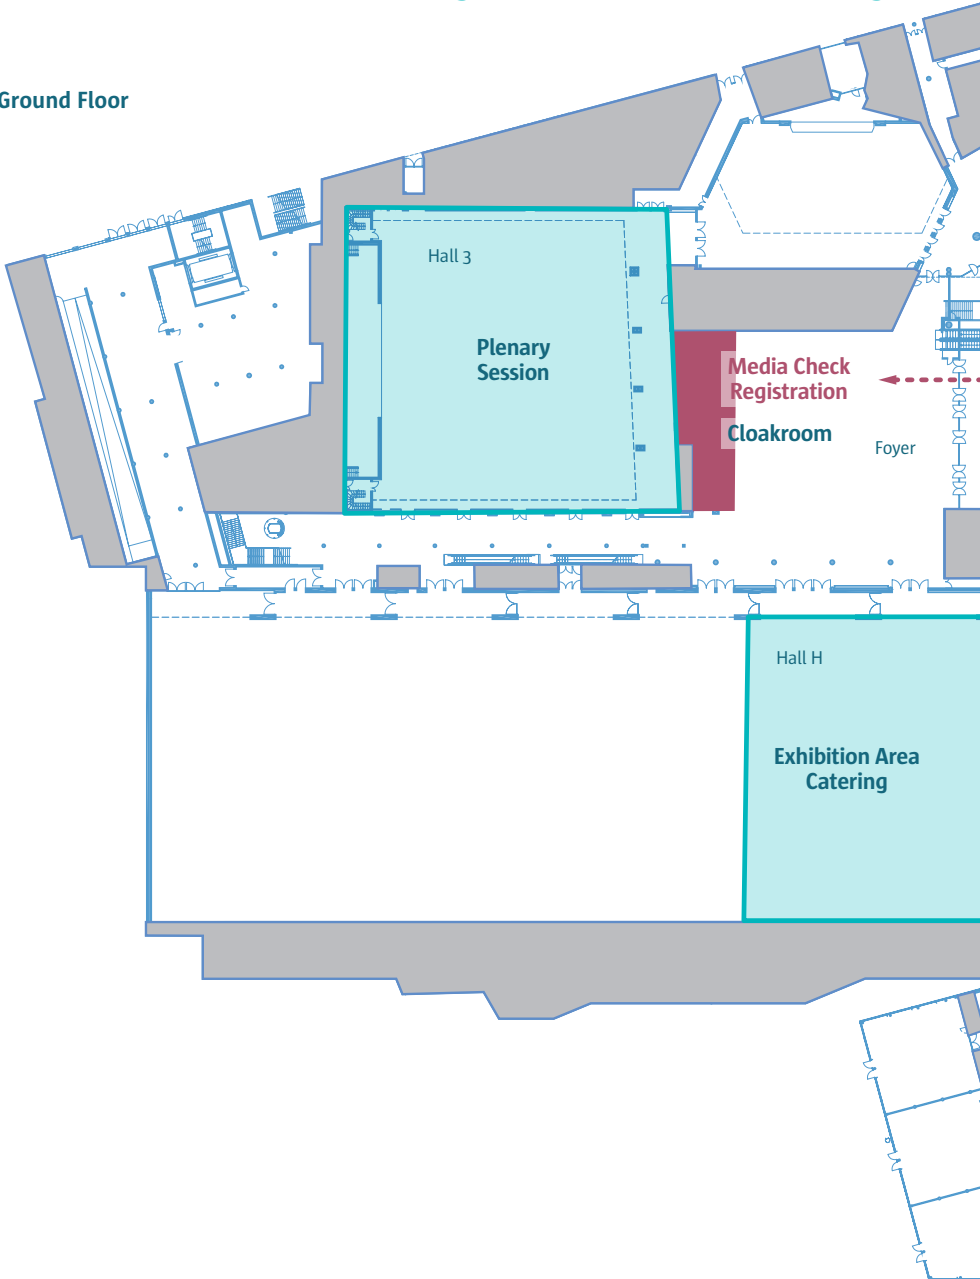 Ground Floor
Hall 3
Plenary
Session
Media Check
Registration
Cloakroom
Foyer
Hall H
Exhibition Area
Catering